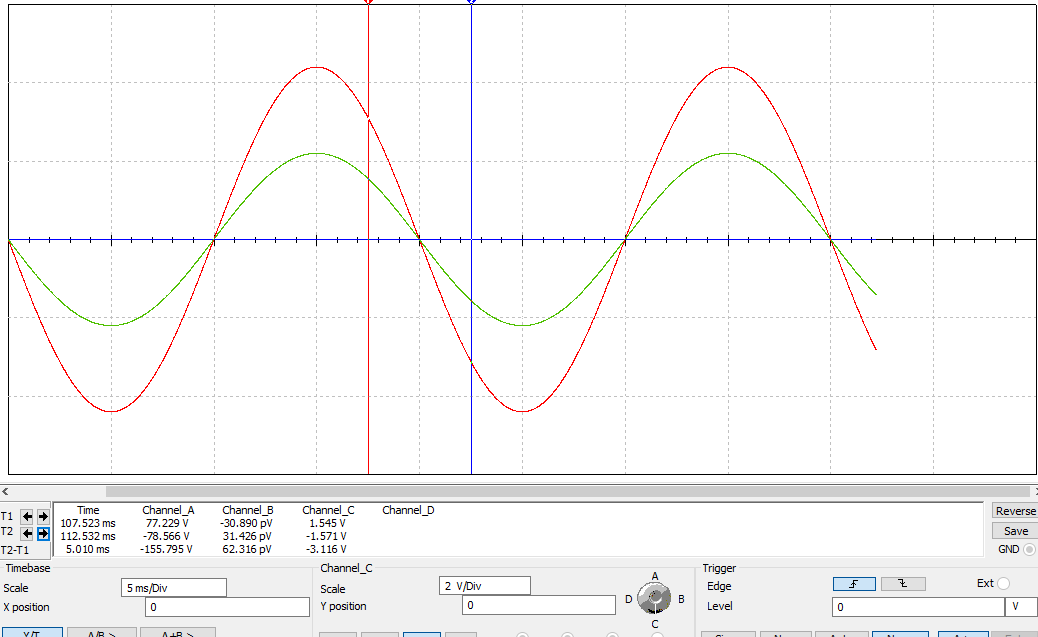 Time Channel_A Channel_B Channel_C Channel_D
T1 107.523 ms 77.229 V -30.890 pV 1.545 V
T2 112.532 ms -78.566 V 31.426 pV -1.571 V
T2-T1 5.010 ms -155.795 V 62.316 pV -3.116 V
Reverse
Save
GND
Timebase
Scale 5 ms/Div
X position 0
Channel_C
Scale 2 V/Div
Y position 0
A
D B
C
Trigger
Edge Ext
Level 0 V
Y/T A/B > A+B >